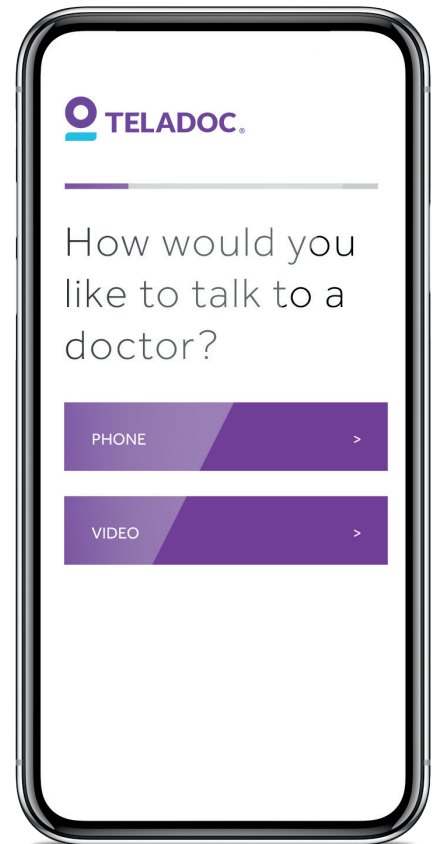 TELADOC®
How would you
like to talk to a
doctor?
PHONE >
VIDEO >